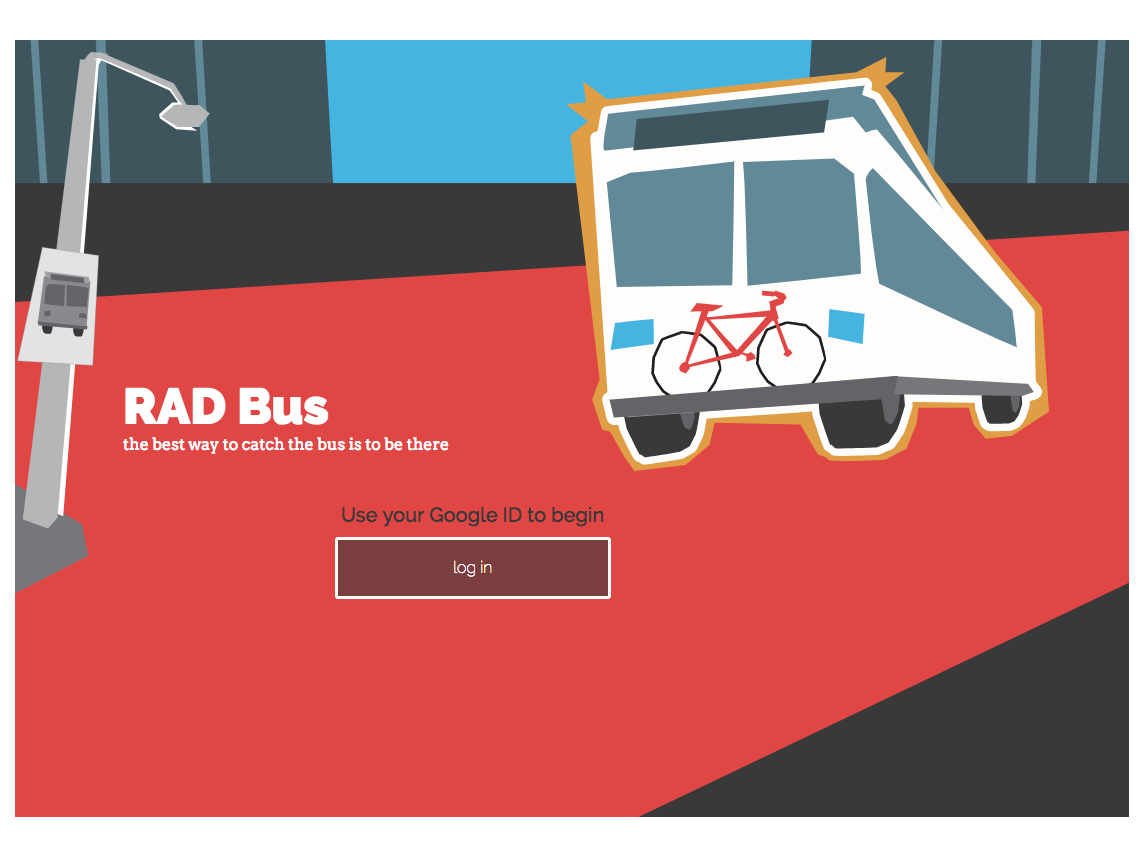 RAD Bus
the best way to catch the bus is to be there
Use your Google ID to begin
log in